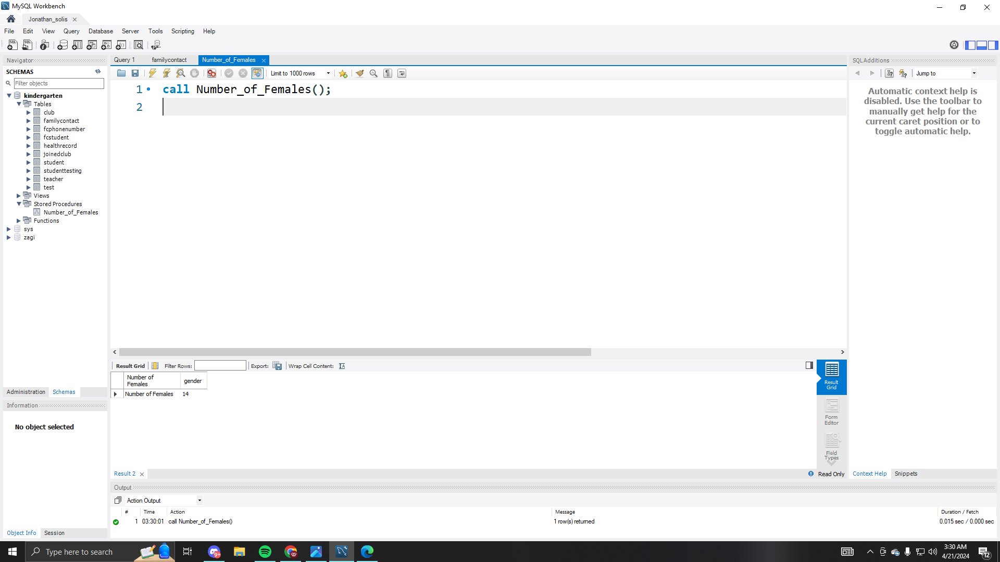 MySQL Workbench
Jonathan_solis
File Edit View Query Database Server Tools Scripting Help
Navigator
SCHEMAS
Filter objects
kindergarten
Tables
club
familycontact
fcphonenumber
fcstudent
healthrecord
joinedclub
student
studenttesting
teacher
test
Views
Stored Procedures
Number_of_Females
Functions
sys
zagi
Administration Schemas
Information
No object selected
Object Info Session
Query 1 familycontact Number_of_Females
Limit to 1000 rows
1 call Number_of_Females();
2
Result Grid Filter Rows: Export: Wrap Cell Content:
Number of
Females gender
Number of Females 14
Result
Grid
Form
Editor
Field
Types
Result 2 Read Only
Output
Action Output
# Time Action Message Duration / Fetch
1 03:30:01 call Number_of_Females() 1 row(s) returned 0.015 sec / 0.000 sec
SQLAdditions
Jump to
Automatic context help is
disabled. Use the toolbar to
manually get help for the
current caret position or to
toggle automatic help.
Context Help Snippets
Type here to search
9+
3:30 AM
4/21/2024
12